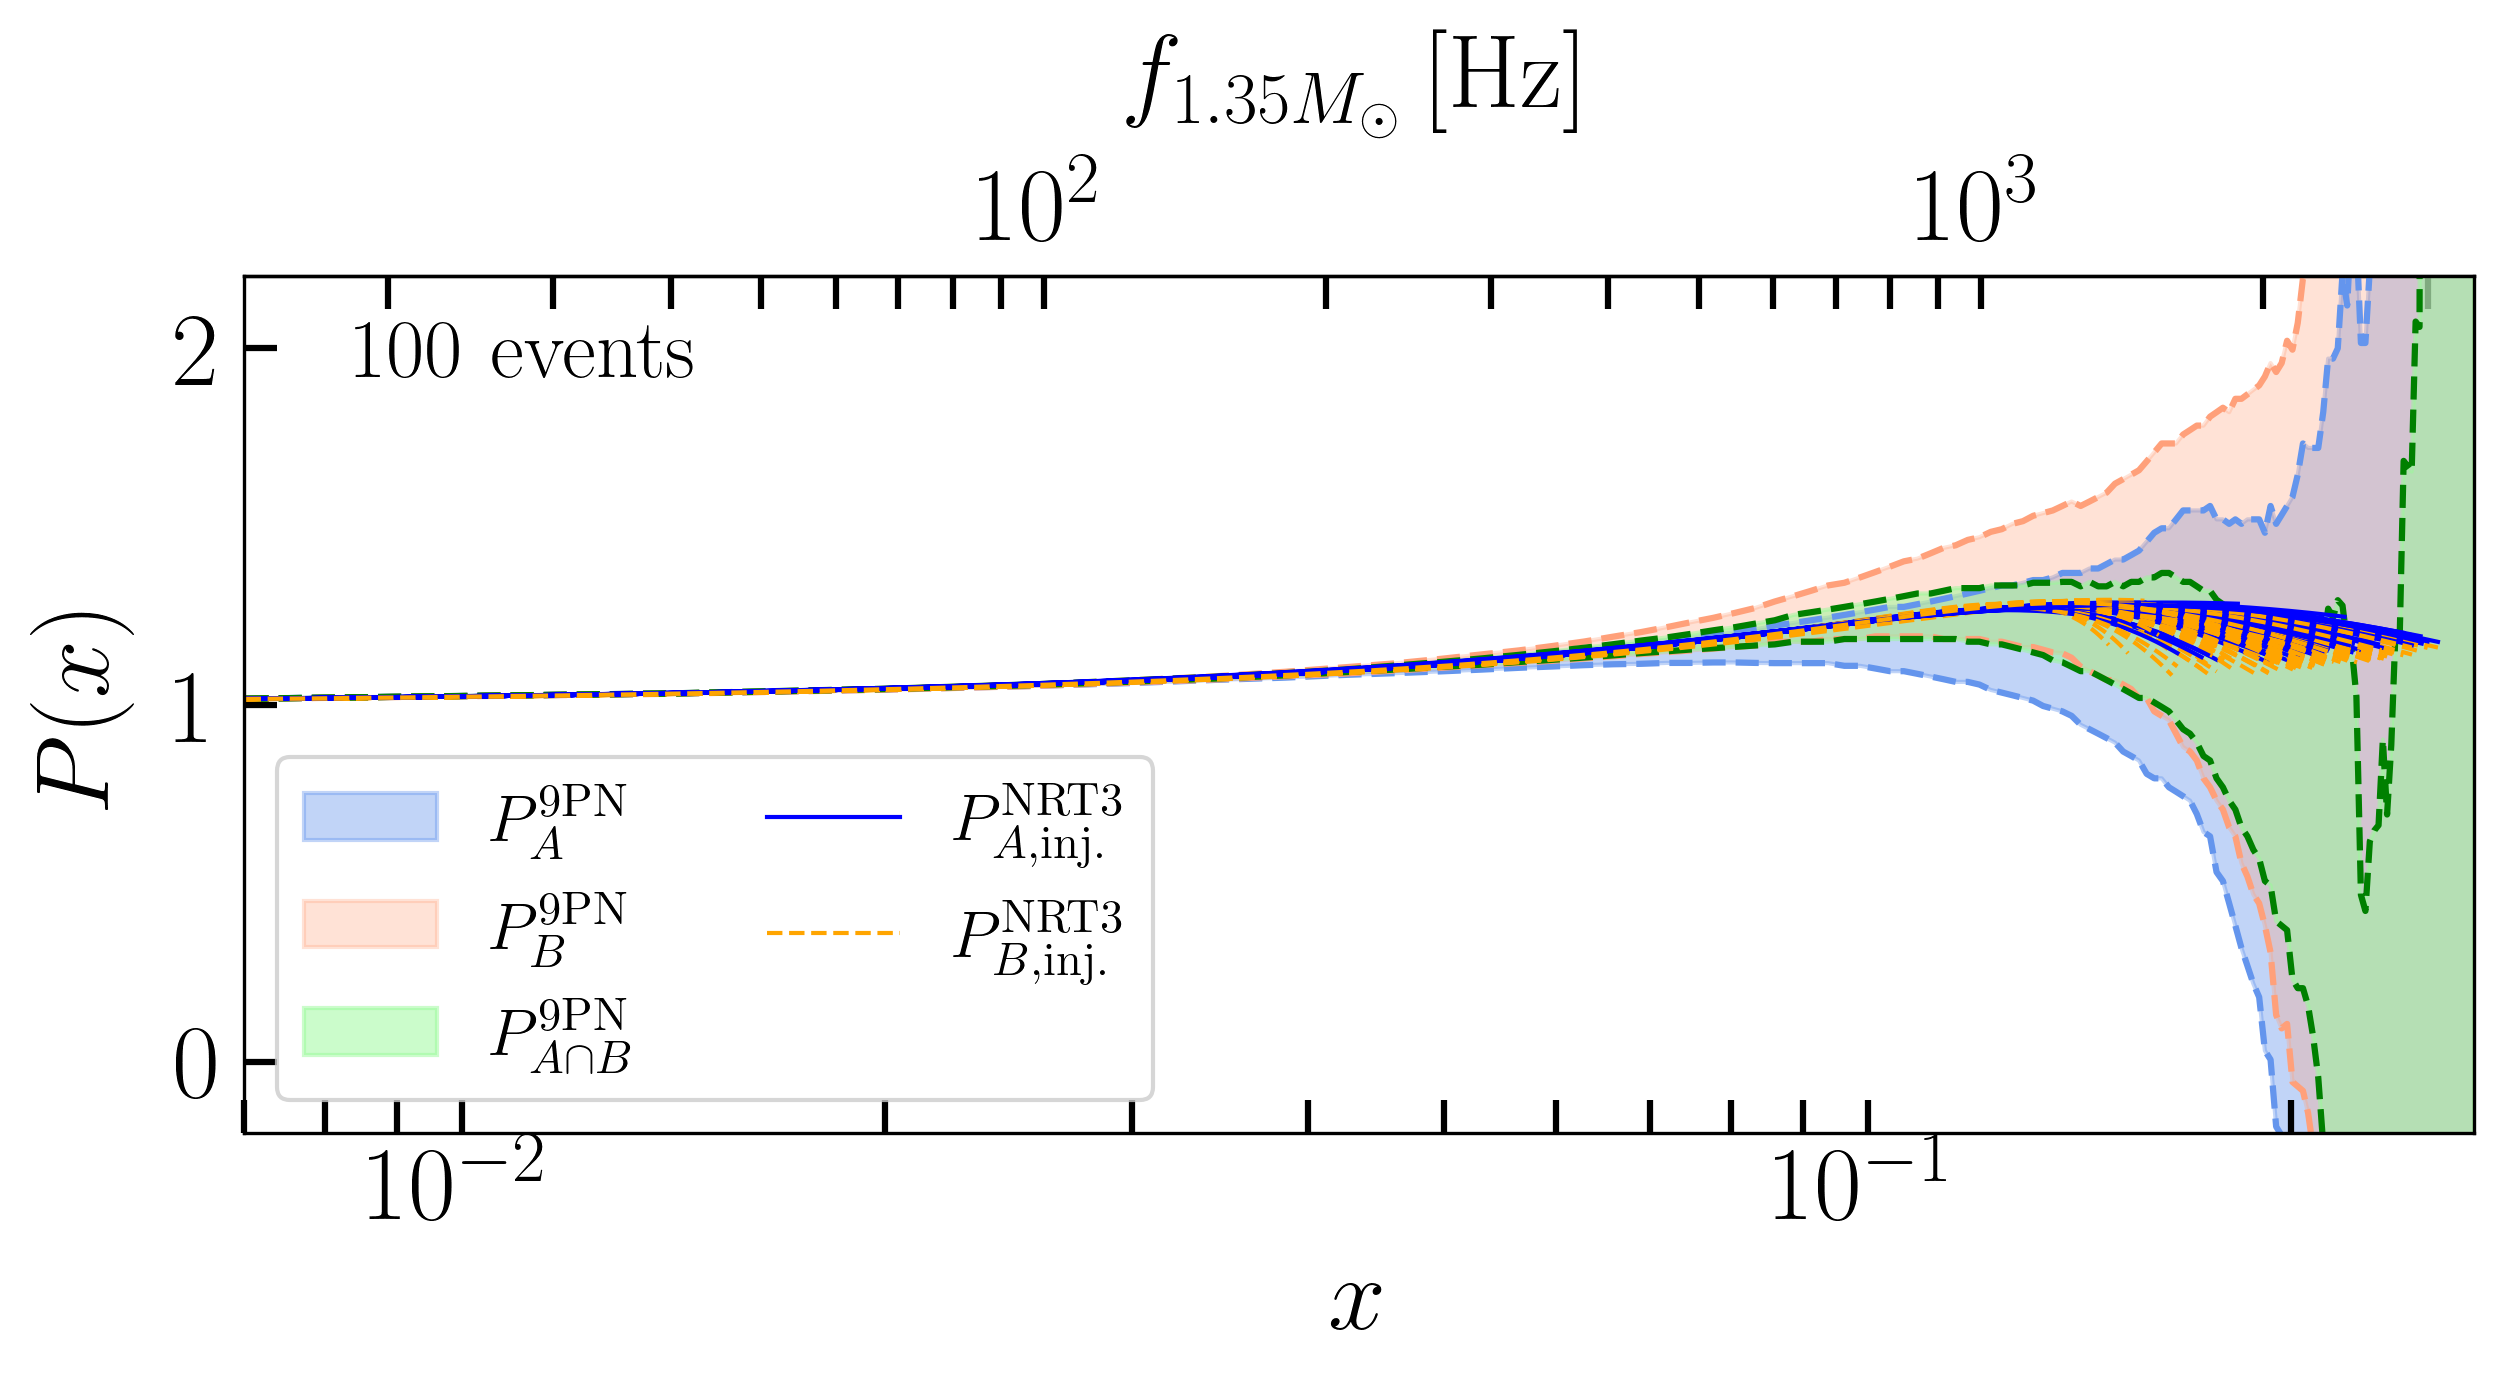 f_{1.35M_⊙} [Hz]
10^2 10^3
100 events
2
1
0
P(x)
P_A^{9PN} P_{A,inj.}^{NRT3}
P_B^{9PN} P_{B,inj.}^{NRT3}
P_{A∩B}^{9PN}
10^{-2} 10^{-1}
x